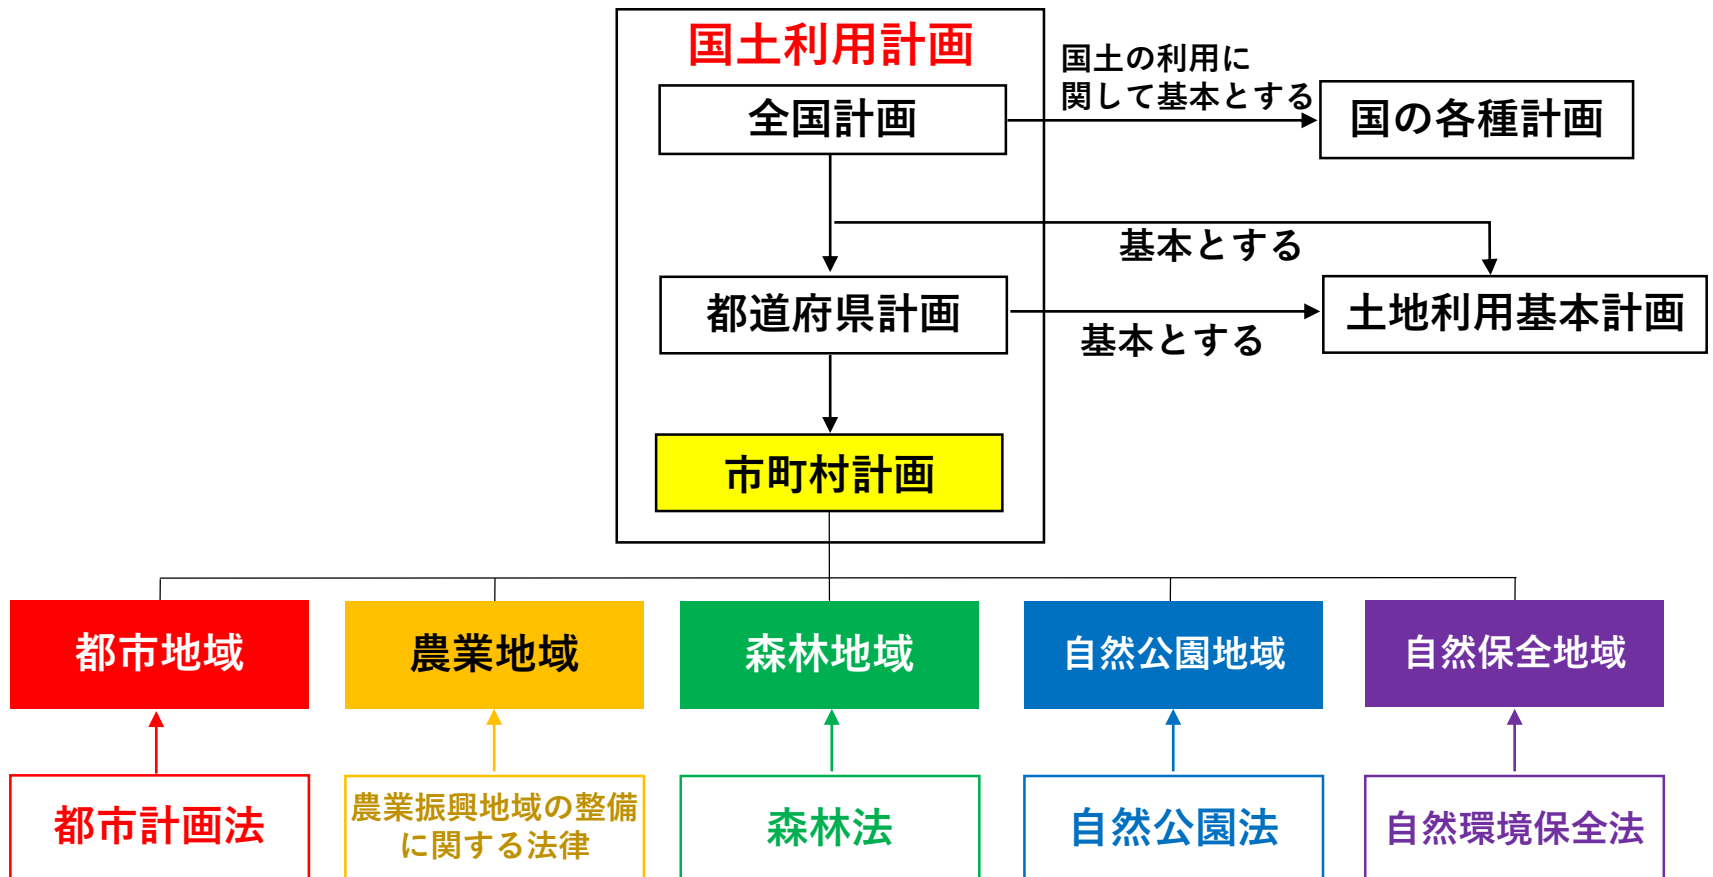 国土利用計画
国土の利用に
関して基本とする
全国計画
国の各種計画
基本とする
都道府県計画
土地利用基本計画
基本とする
市町村計画
都市地域
農業地域
森林地域
自然公園地域
自然保全地域
都市計画法
農業振興地域の整備
に関する法律
森林法
自然公園法
自然環境保全法